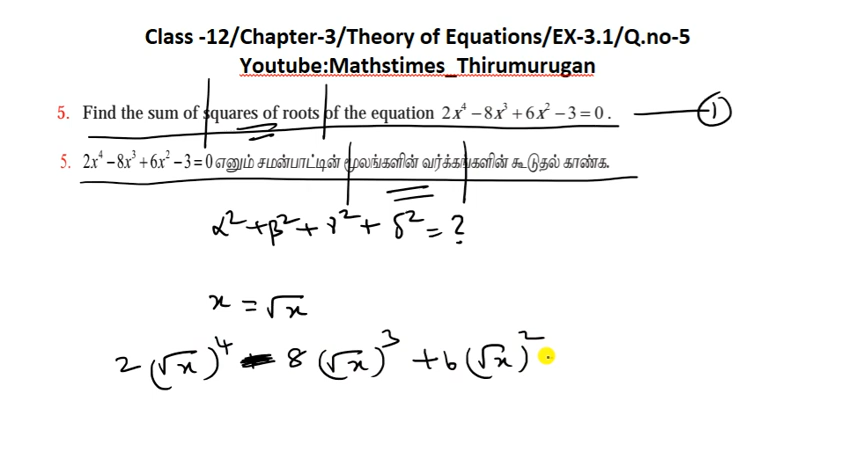 Class -12/Chapter-3/Theory of Equations/EX-3.1/Q.no-5
Youtube:Mathstimes_Thirumurugan
5. Find the sum of squares of roots of the equation 2x⁴ − 8x³ + 6x² − 3 = 0. ①
5. 2x⁴ − 8x³ + 6x² − 3 = 0 எனும் சமன்பாட்டின் மூலங்களின் வர்க்கங்களின் கூடுதல் காண்க.
α² + β² + γ² + δ² = ?
x = √x
2(√x)⁴ - 8(√x)³ + 6(√x)²